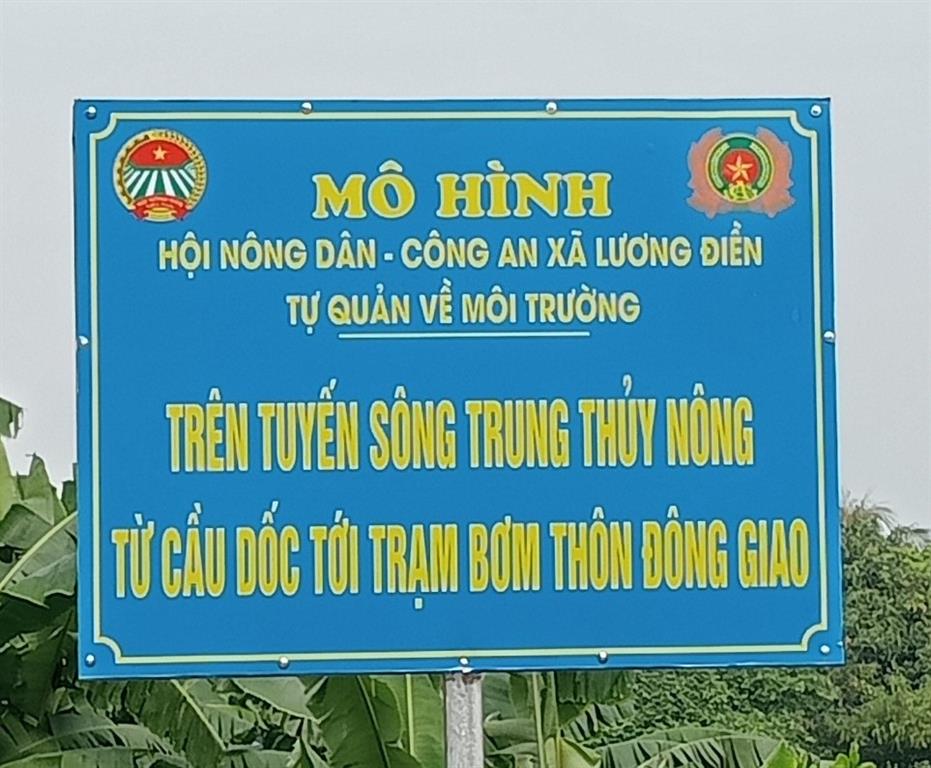 MÔ HÌNH
HỘI NÔNG DÂN - CÔNG AN XÃ LƯƠNG ĐIỀN
TỰ QUẢN VỀ MÔI TRƯỜNG
TRÊN TUYẾN SÔNG TRUNG THỦY NÔNG
TỪ CẦU DỐC TỚI TRẠM BƠM THÔN ĐÔNG GIAO